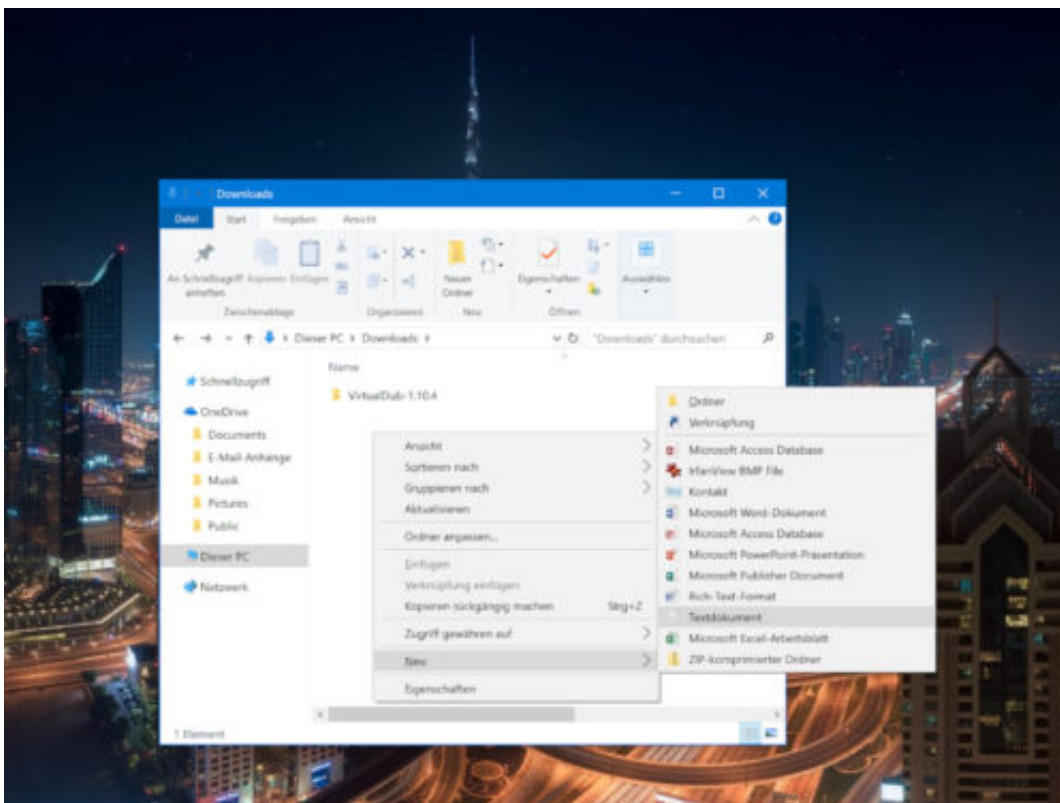 Downloads
Datei Start Freigeben Ansicht
An Schnellzugriff anheften
Kopieren
Einfügen
Neuer Ordner
Eigenschaften
Auswählen
Zwischenablage Organisieren Neu Öffnen
Dieser PC Downloads
"Downloads" durchsuchen
Name
VirtualDub-1.10.4
Schnellzugriff
OneDrive
Documents
E-Mail-Anhänge
Musik
Pictures
Public
Dieser PC
Netzwerk
Ansicht
Sortieren nach
Gruppieren nach
Aktualisieren
Ordner anpassen...
Einfügen
Verknüpfung einfügen
Kopieren rückgängig machen Strg+Z
Zugriff gewähren auf
Neu
Eigenschaften
Ordner
Verknüpfung
Microsoft Access Database
IrfanView BMP File
Kontakt
Microsoft Word-Dokument
Microsoft Access Database
Microsoft PowerPoint-Präsentation
Microsoft Publisher Document
Rich-Text-Format
Textdokument
Microsoft Excel-Arbeitsblatt
ZIP-komprimierter Ordner
1 Element